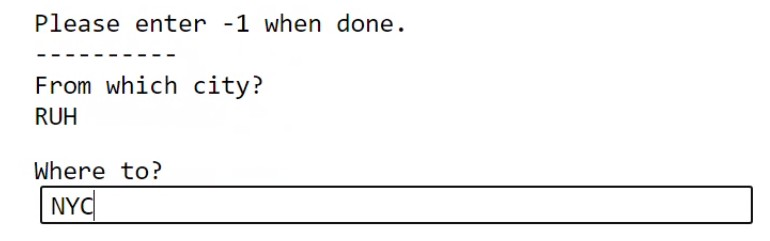 Please enter -1 when done.
----------
From which city?
RUH
Where to?
NYC